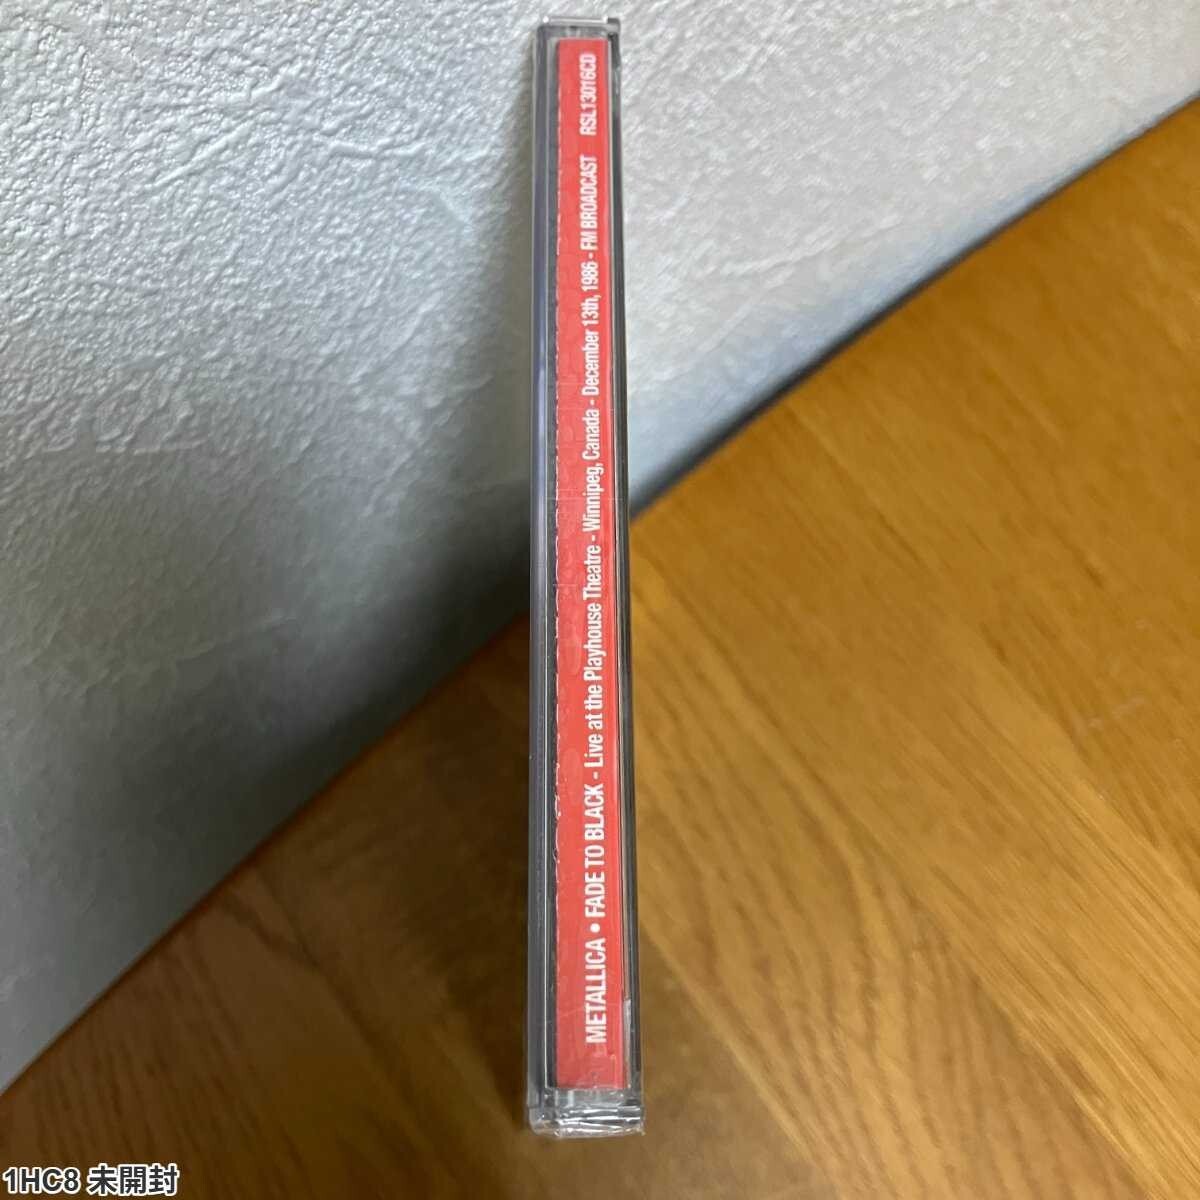 METALLICA • FADE TO BLACK - Live at the Playhouse Theatre - Winnipeg, Canada - December 13th, 1986 - FM BROADCAST RSL13016CD
1HC8 未開封